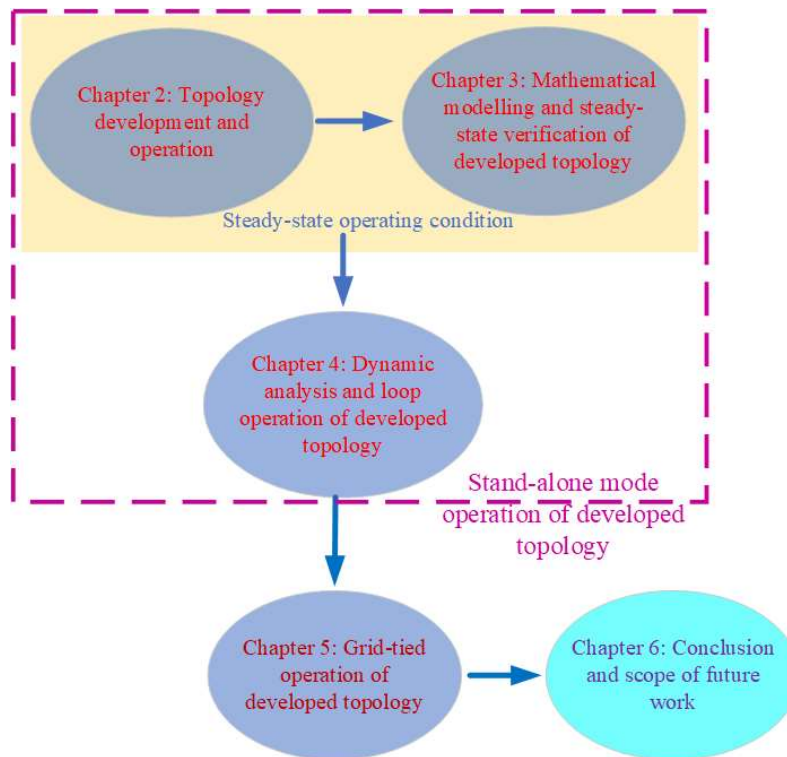 Chapter 2: Topology
development and
operation
Chapter 3: Mathematical
modelling and steady-
state verification of
developed topology
Steady-state operating condition
Chapter 4: Dynamic
analysis and loop
operation of developed
topology
Stand-alone mode
operation of developed
topology
Chapter 5: Grid-tied
operation of
developed topology
Chapter 6: Conclusion
and scope of future
work